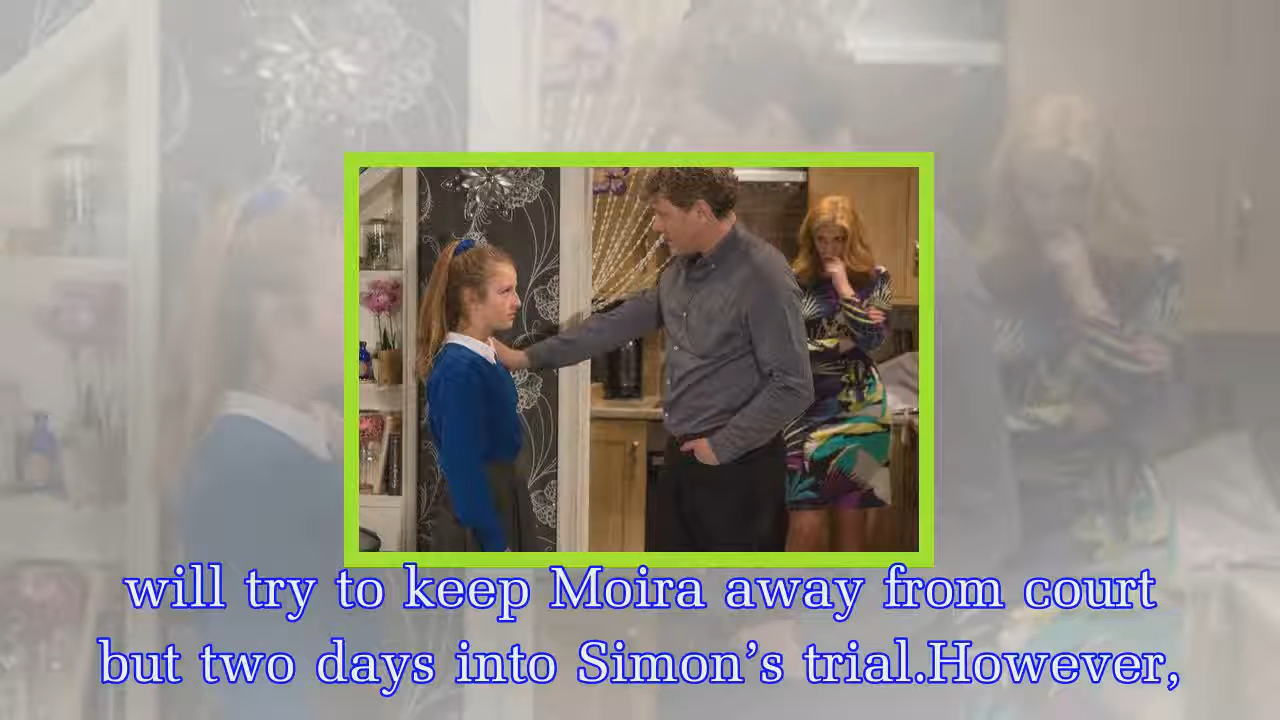 will try to keep Moira away from court
but two days into Simon’s trial.However,